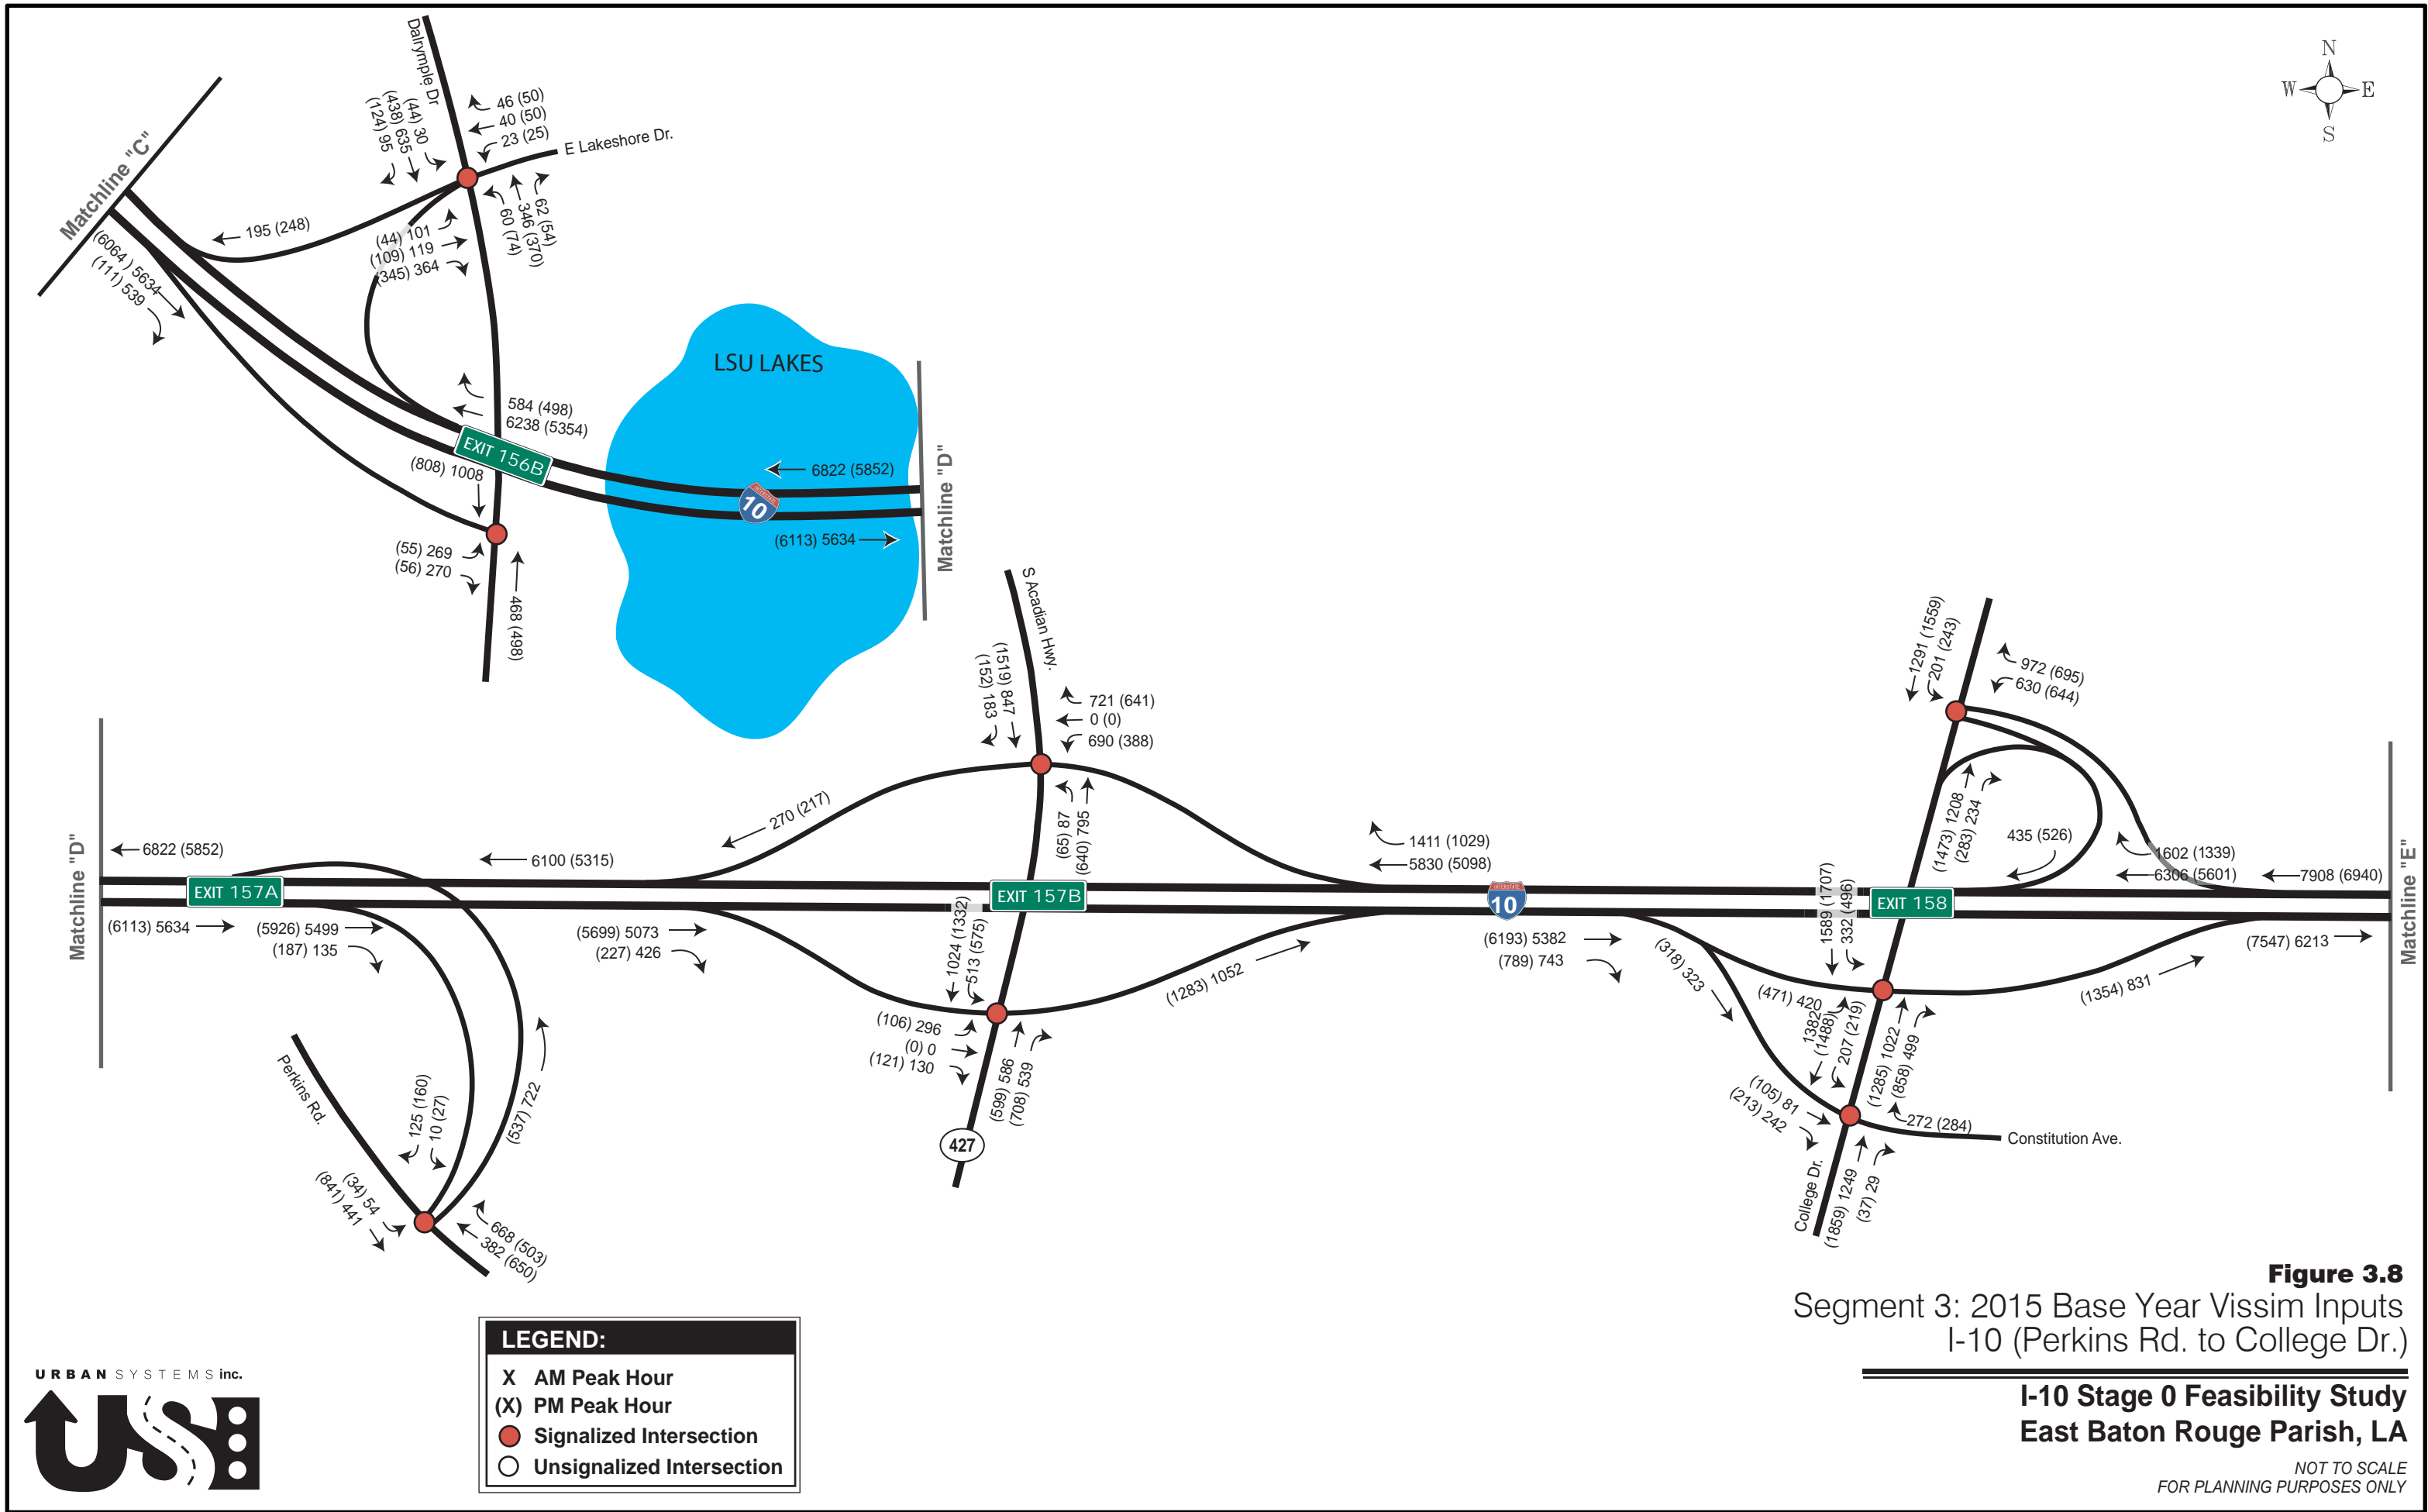 Dalrymple Dr
(44) 30
(438) 635
(124) 95
46 (50)
40 (50)
23 (25)
E Lakeshore Dr.
Matchline "C"
195 (248)
(44) 101
(109) 119
(345) 364
62 (54)
346 (370)
60 (74)
(6064 ) 5634
(111) 539
N
W E
S
LSU LAKES
584 (498)
6238 (5354)
EXIT 156B
(808) 1008
6822 (5852)
INTERSTATE
10
(6113) 5634
Matchline "D"
(55) 269
(56) 270
468 (498)
S Acadian Hwy.
(1519) 847
(152) 183
721 (641)
0 (0)
690 (388)
270 (217)
(65) 87
(640) 795
1411 (1029)
5830 (5098)
1291 (1559)
201 (243)
972 (695)
630 (644)
(1473) 1208
(283) 234
435 (526)
1602 (1339)
6306 (5601)
7908 (6940)
Matchline "D"
6822 (5852)
6100 (5315)
EXIT 157A
EXIT 157B
INTERSTATE
10
1589 (1707)
332 (496)
EXIT 158
Matchline "E"
(6113) 5634
(5926) 5499
(187) 135
(5699) 5073
(227) 426
1024 (1332)
513 (575)
(6193) 5382
(789) 743
(318) 323
(7547) 6213
(1283) 1052
(471) 420
(1354) 831
(106) 296
(0) 0
(121) 130
(599) 586
(708) 539
427
1382
(1488)
207 (219)
(1285) 1022
(858) 499
(105) 81
(213) 242
272 (284)
Constitution Ave.
College Dr.
(1859) 1249
(37) 29
Perkins Rd.
125 (160)
10 (27)
(537) 722
(34) 54
(841) 441
668 (503)
382 (650)
Figure 3.8
Segment 3: 2015 Base Year Vissim Inputs
I-10 (Perkins Rd. to College Dr.)
I-10 Stage 0 Feasibility Study
East Baton Rouge Parish, LA
NOT TO SCALE
FOR PLANNING PURPOSES ONLY
LEGEND:
X AM Peak Hour
(X) PM Peak Hour
Signalized Intersection
Unsignalized Intersection
URBAN SYSTEMS inc.
USI